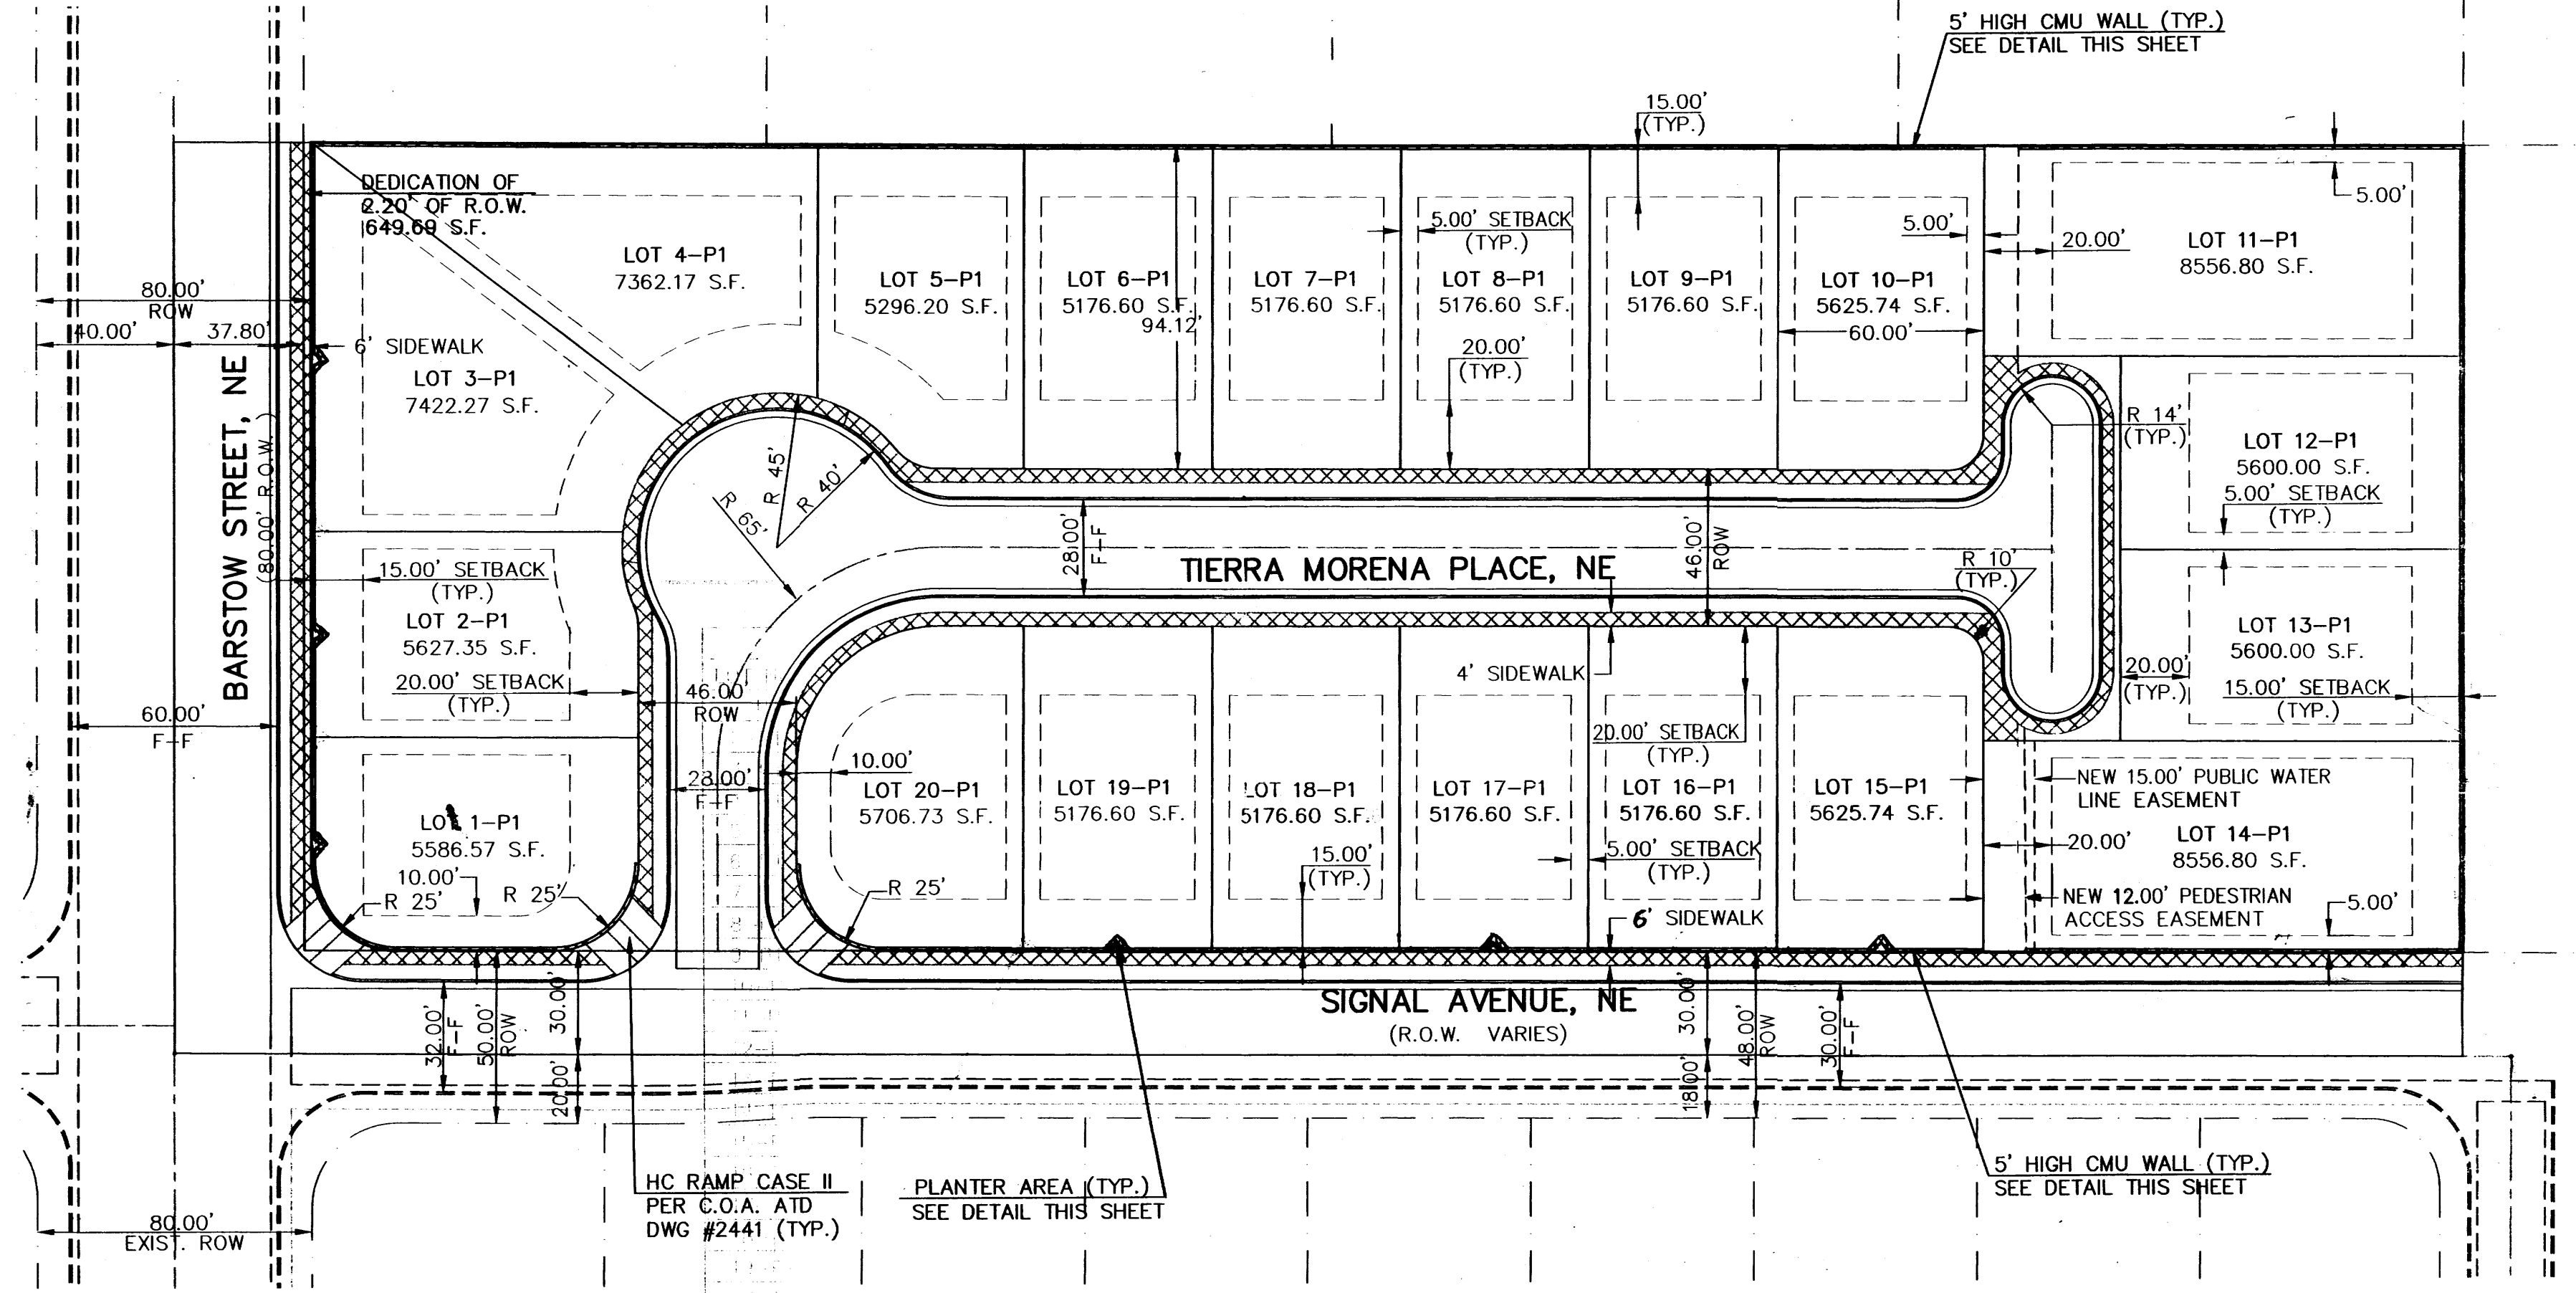 5' HIGH CMU WALL (TYP.)
SEE DETAIL THIS SHEET
15.00'
(TYP.)
DEDICATION OF
2.20' OF R.O.W.
649.69 S.F.
80.00'
ROW
40.00'
37.80'
6' SIDEWALK
BARSTOW STREET, NE
(80.00' R.O.W.)
60.00'
F-F
LOT 3-P1
7422.27 S.F.
LOT 4-P1
7362.17 S.F.
LOT 5-P1
5296.20 S.F.
LOT 6-P1
5176.60 S.F.
94.12'
LOT 7-P1
5176.60 S.F.
5.00' SETBACK
(TYP.)
LOT 8-P1
5176.60 S.F.
20.00'
(TYP.)
LOT 9-P1
5176.60 S.F.
LOT 10-P1
5625.74 S.F.
60.00'
5.00'
20.00'
LOT 11-P1
8556.80 S.F.
5.00'
R 14'
(TYP.)
LOT 12-P1
5600.00 S.F.
5.00' SETBACK
(TYP.)
R 45'
R 40'
R 65'
28.00'
F-F
TIERRA MORENA PLACE, NE
46.00'
ROW
R 10'
(TYP.)
LOT 13-P1
5600.00 S.F.
20.00'
(TYP.)
15.00' SETBACK
(TYP.)
15.00' SETBACK
(TYP.)
LOT 2-P1
5627.35 S.F.
20.00' SETBACK
(TYP.)
46.00'
ROW
4' SIDEWALK
20.00' SETBACK
(TYP.)
28.00'
F-F
10.00'
LOT 1-P1
5586.57 S.F.
10.00'
R 25'
R 25'
LOT 20-P1
5706.73 S.F.
R 25'
LOT 19-P1
5176.60 S.F.
LOT 18-P1
5176.60 S.F.
15.00'
(TYP.)
LOT 17-P1
5176.60 S.F.
LOT 16-P1
5176.60 S.F.
5.00' SETBACK
(TYP.)
6' SIDEWALK
LOT 15-P1
5625.74 S.F.
NEW 15.00' PUBLIC WATER
LINE EASEMENT
20.00'
LOT 14-P1
8556.80 S.F.
NEW 12.00' PEDESTRIAN
ACCESS EASEMENT
5.00'
32.00'
F-F
50.00'
ROW
30.00'
20.00'
SIGNAL AVENUE, NE
(R.O.W. VARIES)
30.00'
18.00'
48.00'
ROW
30.00'
F-F
80.00'
EXIST. ROW
HC RAMP CASE II
PER C.O.A. ATD
DWG #2441 (TYP.)
PLANTER AREA (TYP.)
SEE DETAIL THIS SHEET
5' HIGH CMU WALL (TYP.)
SEE DETAIL THIS SHEET